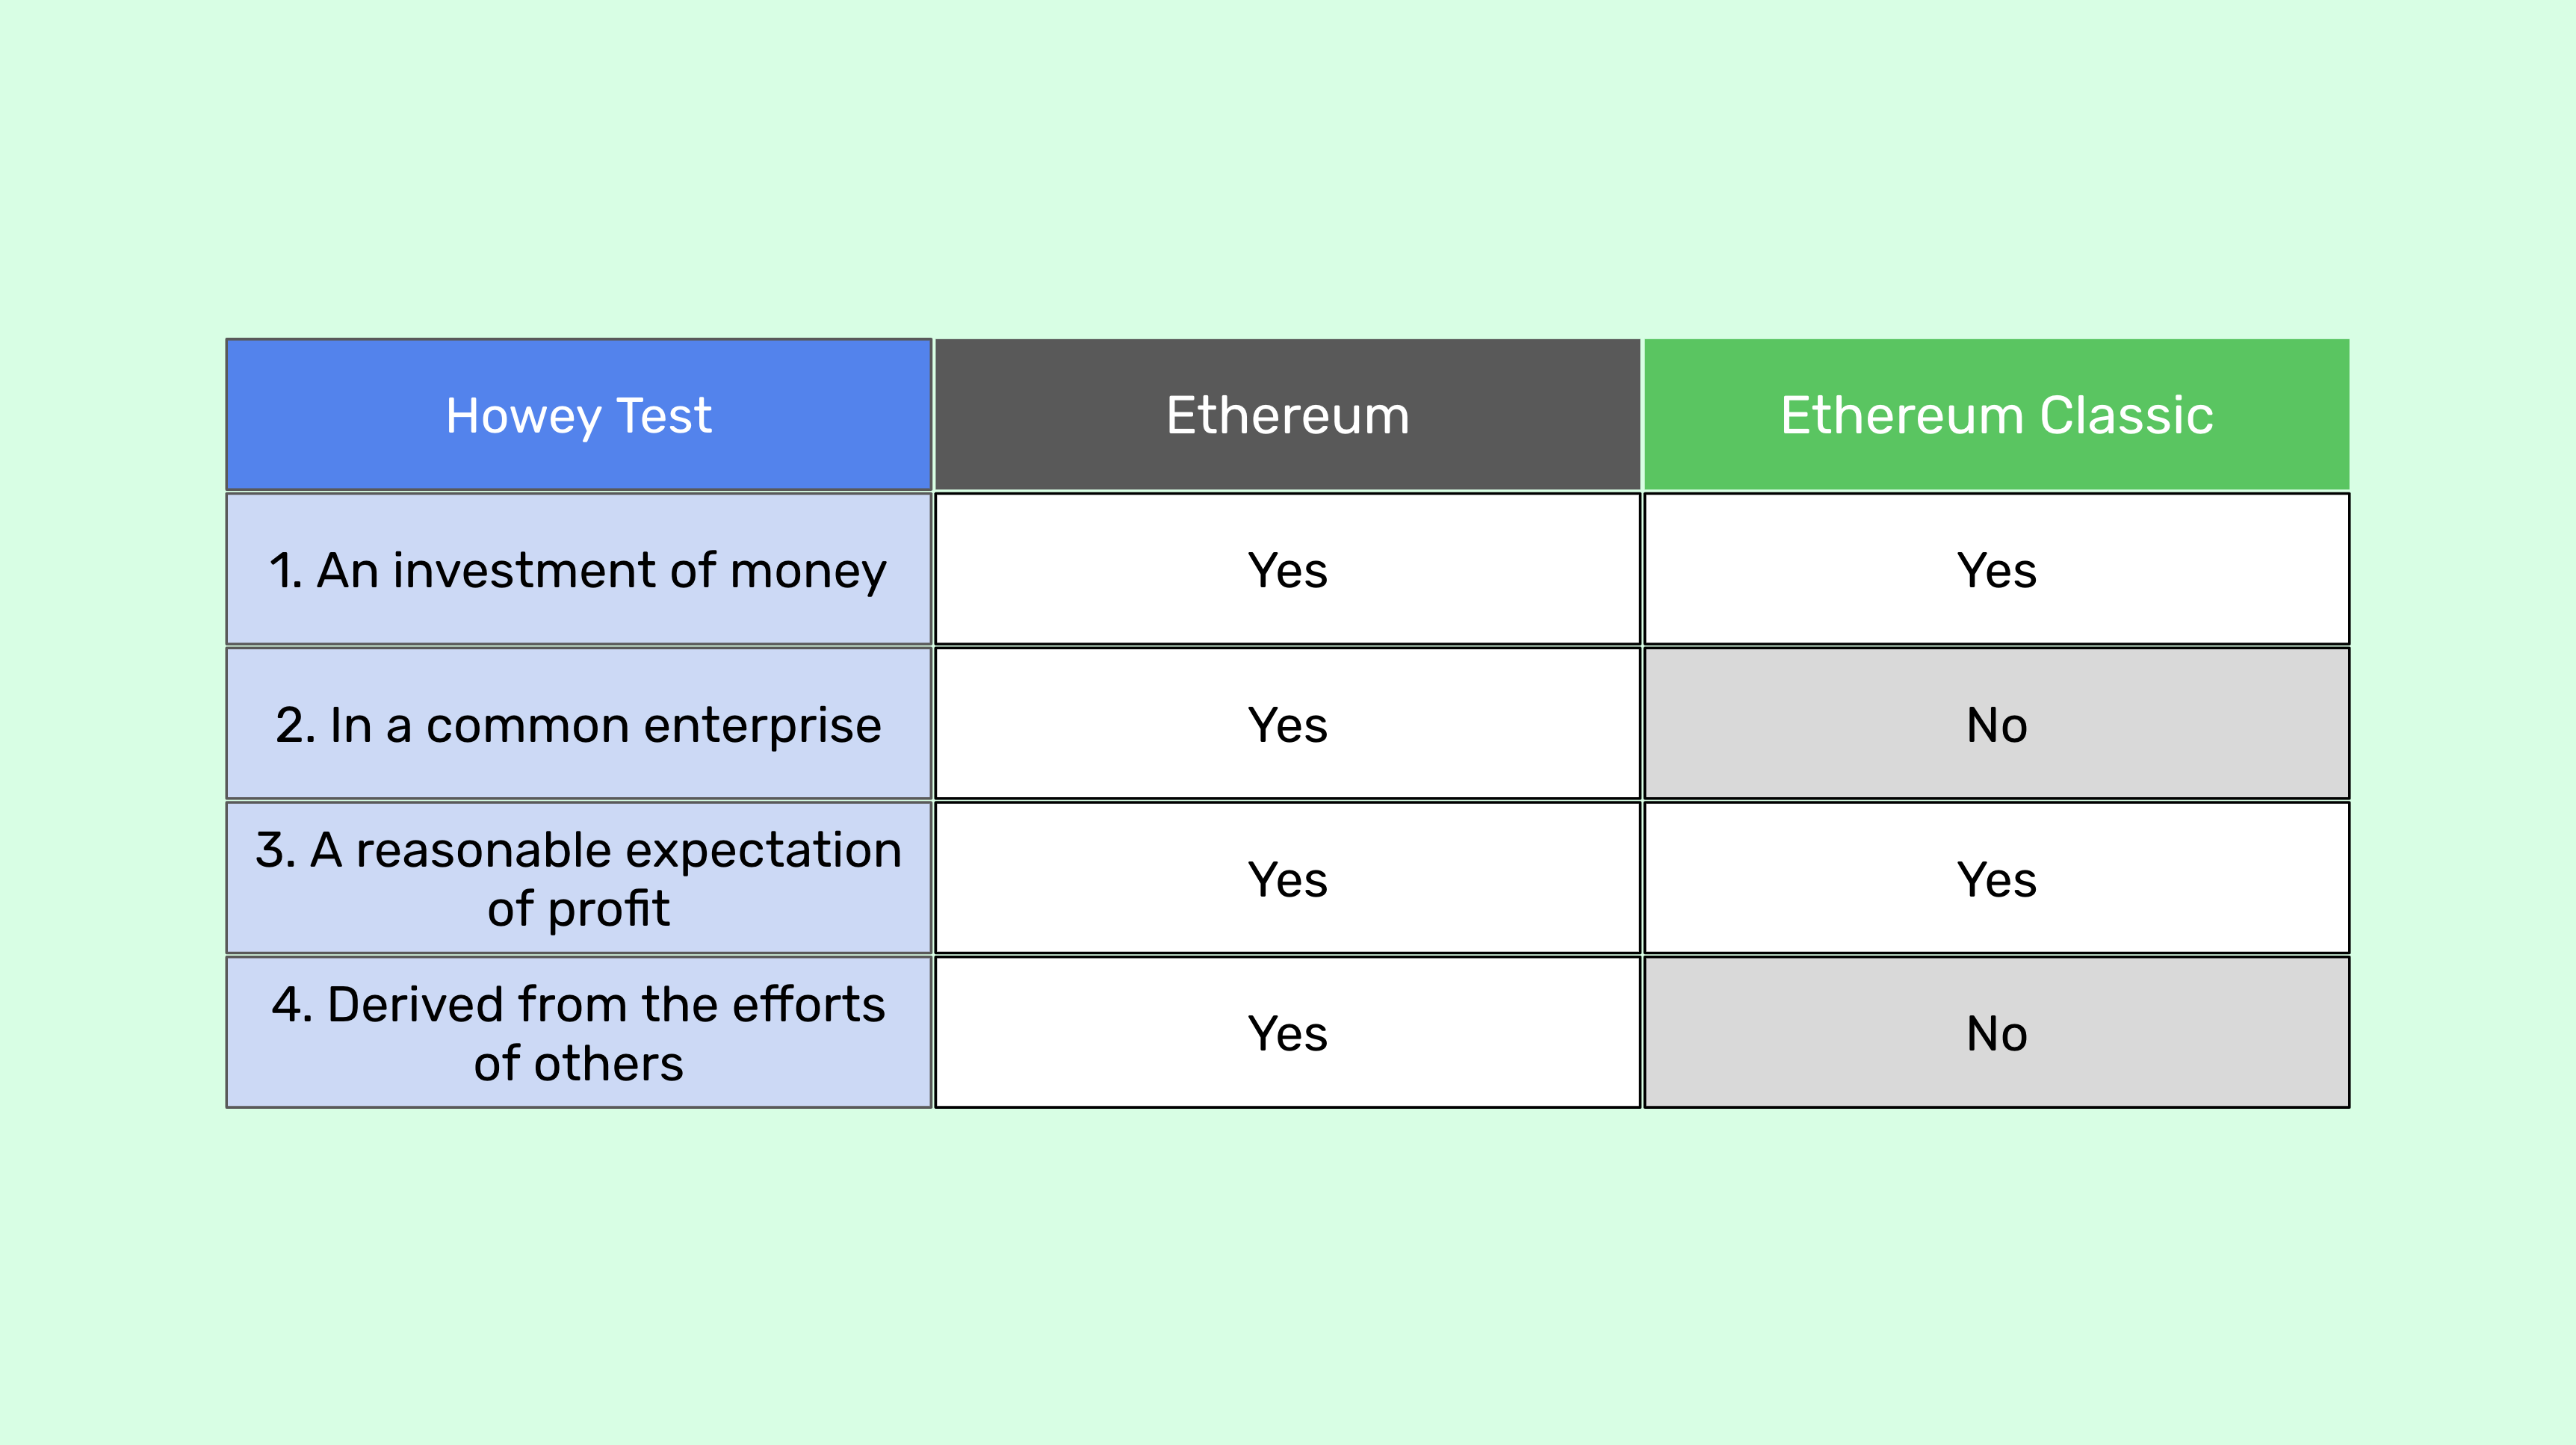 Howey Test
Ethereum
Ethereum Classic
1. An investment of money
Yes
Yes
2. In a common enterprise
Yes
No
3. A reasonable expectation
of profit
Yes
Yes
4. Derived from the efforts
of others
Yes
No